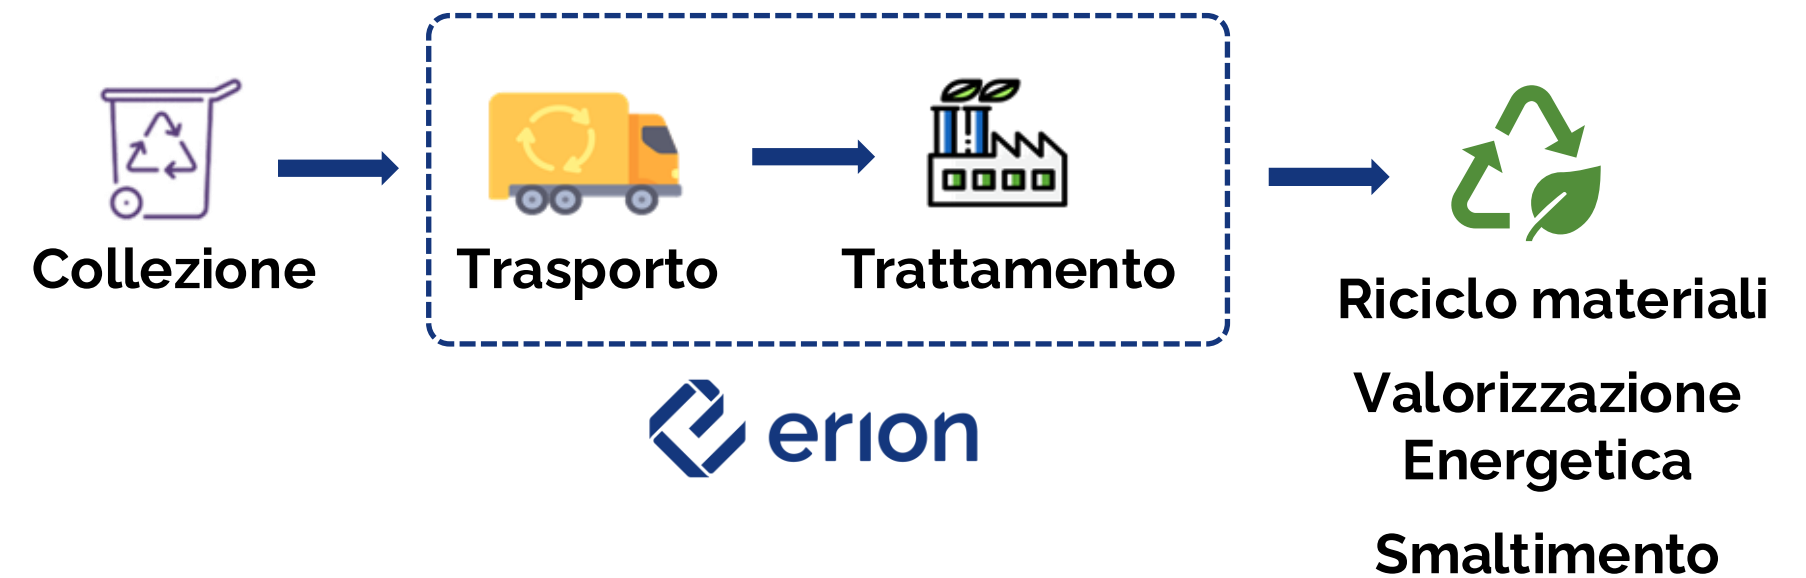 Collezione
Trasporto
Trattamento
Riciclo materiali
Valorizzazione
Energetica
Smaltimento
erion